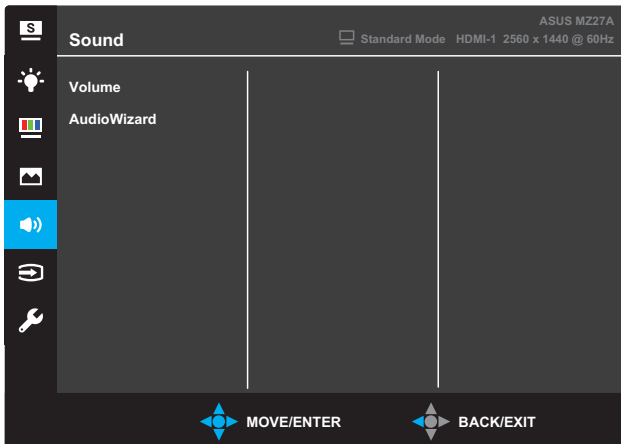 S
ASUS MZ27A
Sound
Standard Mode HDMI-1 2560 x 1440 @ 60Hz
Volume
AudioWizard
MOVE/ENTER
BACK/EXIT